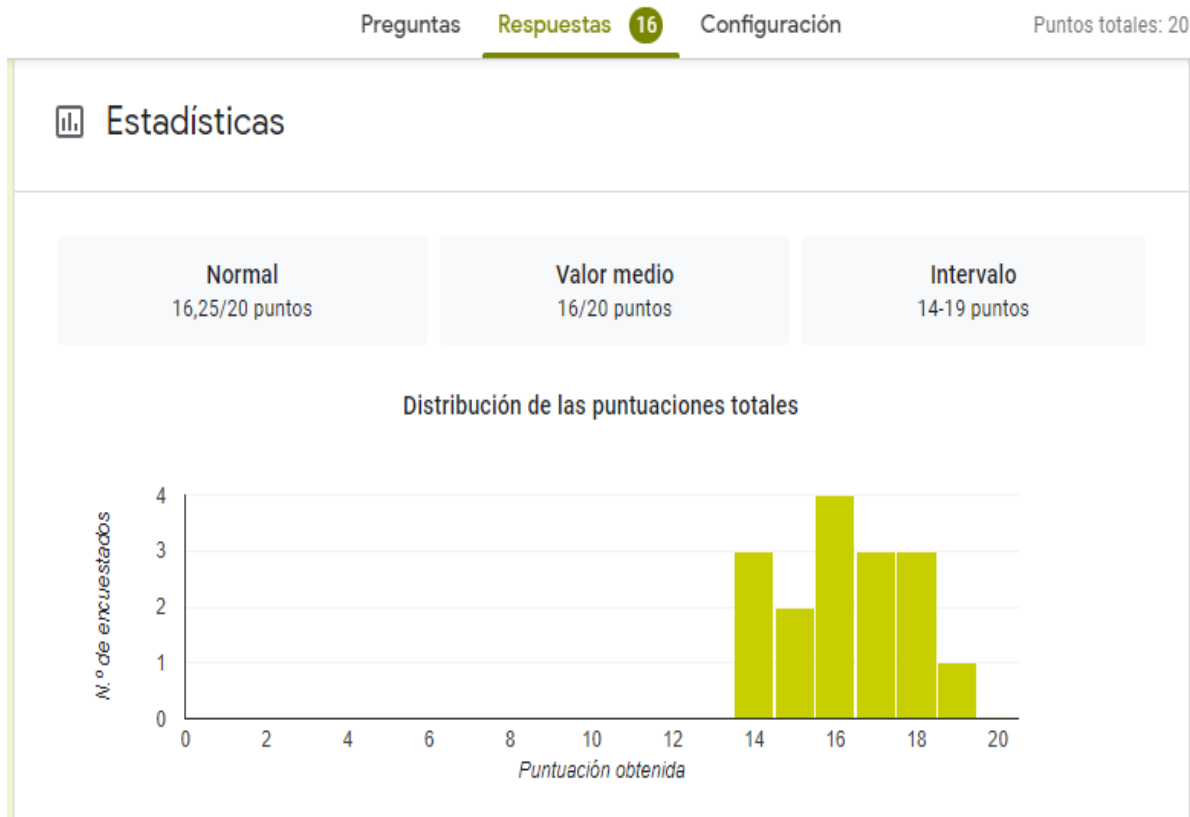 Preguntas Respuestas 16 Configuración Puntos totales: 20
Estadísticas
Normal
16,25/20 puntos
Valor medio
16/20 puntos
Intervalo
14-19 puntos
Distribución de las puntuaciones totales
N.º de encuestados
4
3
2
1
0
0 2 4 6 8 10 12 14 16 18 20
Puntuación obtenida